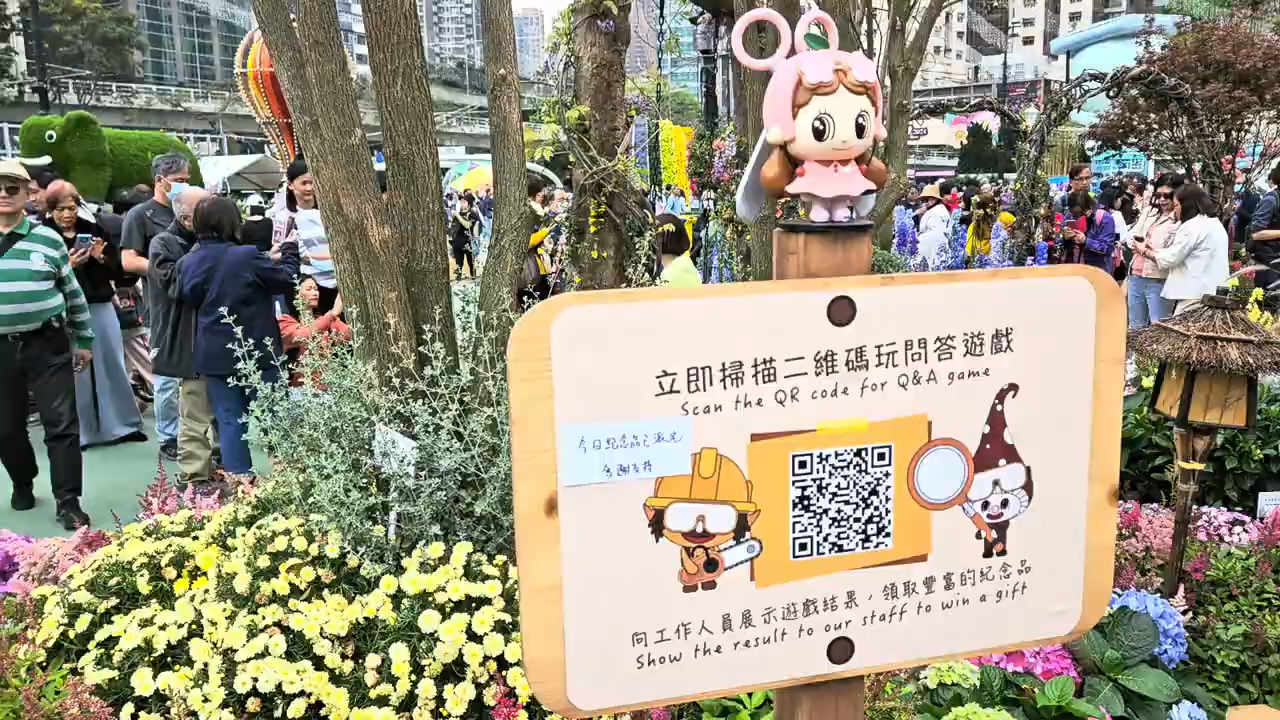 立即掃描二維碼玩問答遊戲
Scan the QR code for Q&A game
今日紀念品已派完
多謝支持
向工作人員展示遊戲結果，領取豐富的紀念品
Show the result to our staff to win a gift